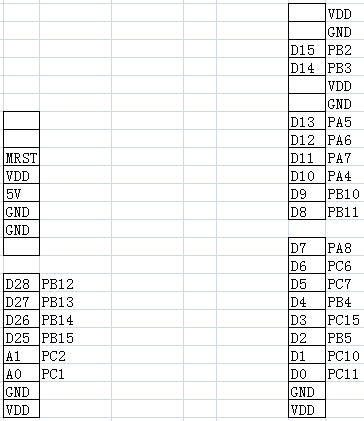 VDD
GND
D15 PB2
D14 PB3
VDD
GND
D13 PA5
D12 PA6
MRST D11 PA7
VDD D10 PA4
5V D9 PB10
GND D8 PB11
GND
D7 PA8
D6 PC6
D28 PB12 D5 PC7
D27 PB13 D4 PB4
D26 PB14 D3 PC15
D25 PB15 D2 PB5
A1 PC2 D1 PC10
A0 PC1 D0 PC11
GND GND
VDD VDD